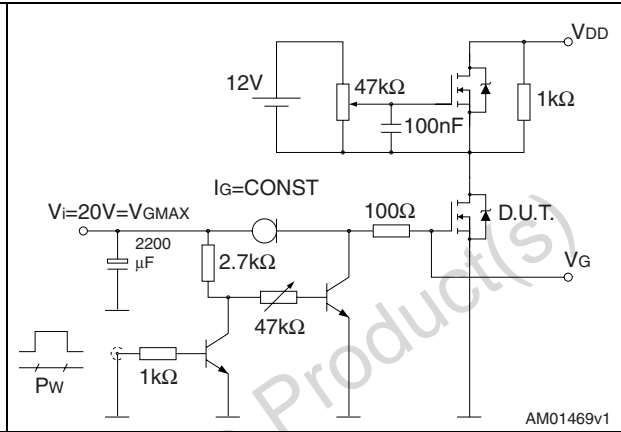 VDD
12V
47kΩ
1kΩ
100nF
IG=CONST
Vi=20V=VGMAX
100Ω
D.U.T.
2200
μF
2.7kΩ
VG
47kΩ
1kΩ
PW
Product(s)
AM01469v1